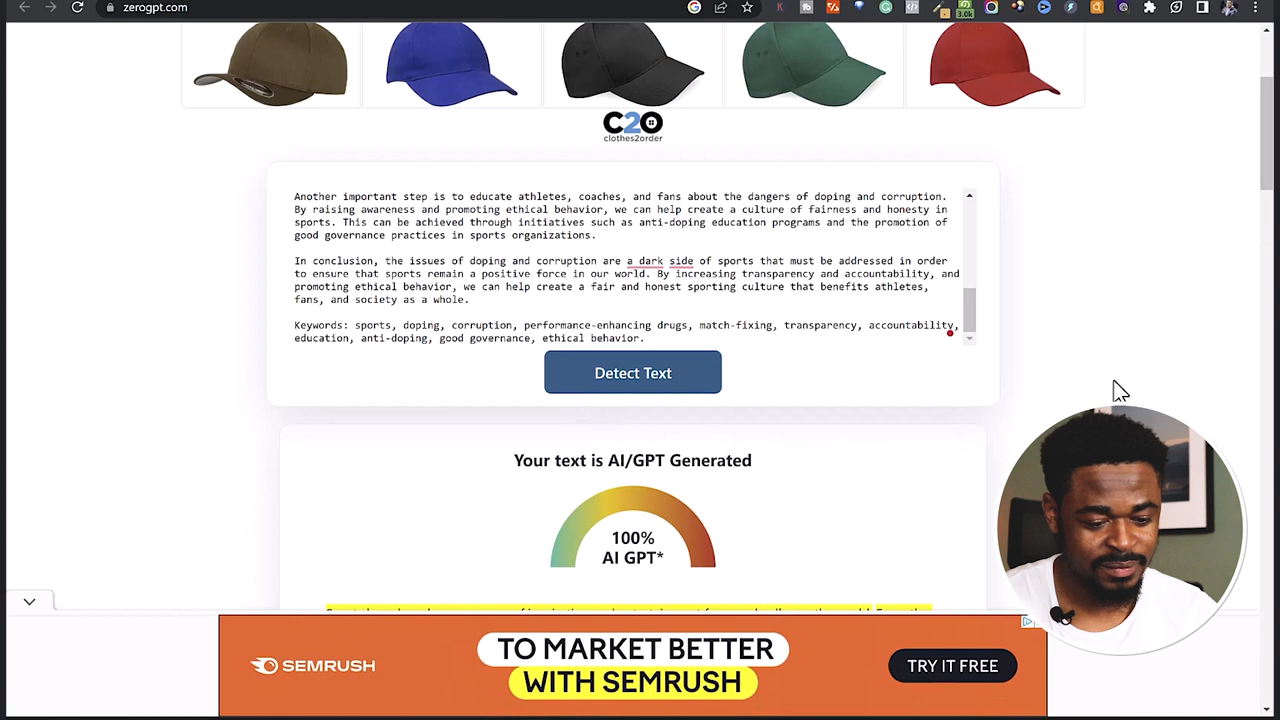 zerogpt.com
3.0k
C2O
clothes2order
Another important step is to educate athletes, coaches, and fans about the dangers of doping and corruption.
By raising awareness and promoting ethical behavior, we can help create a culture of fairness and honesty in
sports. This can be achieved through initiatives such as anti-doping education programs and the promotion of
good governance practices in sports organizations.
In conclusion, the issues of doping and corruption are a dark side of sports that must be addressed in order
to ensure that sports remain a positive force in our world. By increasing transparency and accountability, and
promoting ethical behavior, we can help create a fair and honest sporting culture that benefits athletes,
fans, and society as a whole.
Keywords: sports, doping, corruption, performance-enhancing drugs, match-fixing, transparency, accountability,
education, anti-doping, good governance, ethical behavior.
Detect Text
Your text is AI/GPT Generated
100%
AI GPT*
SEMRUSH
TO MARKET BETTER
WITH SEMRUSH
TRY IT FREE